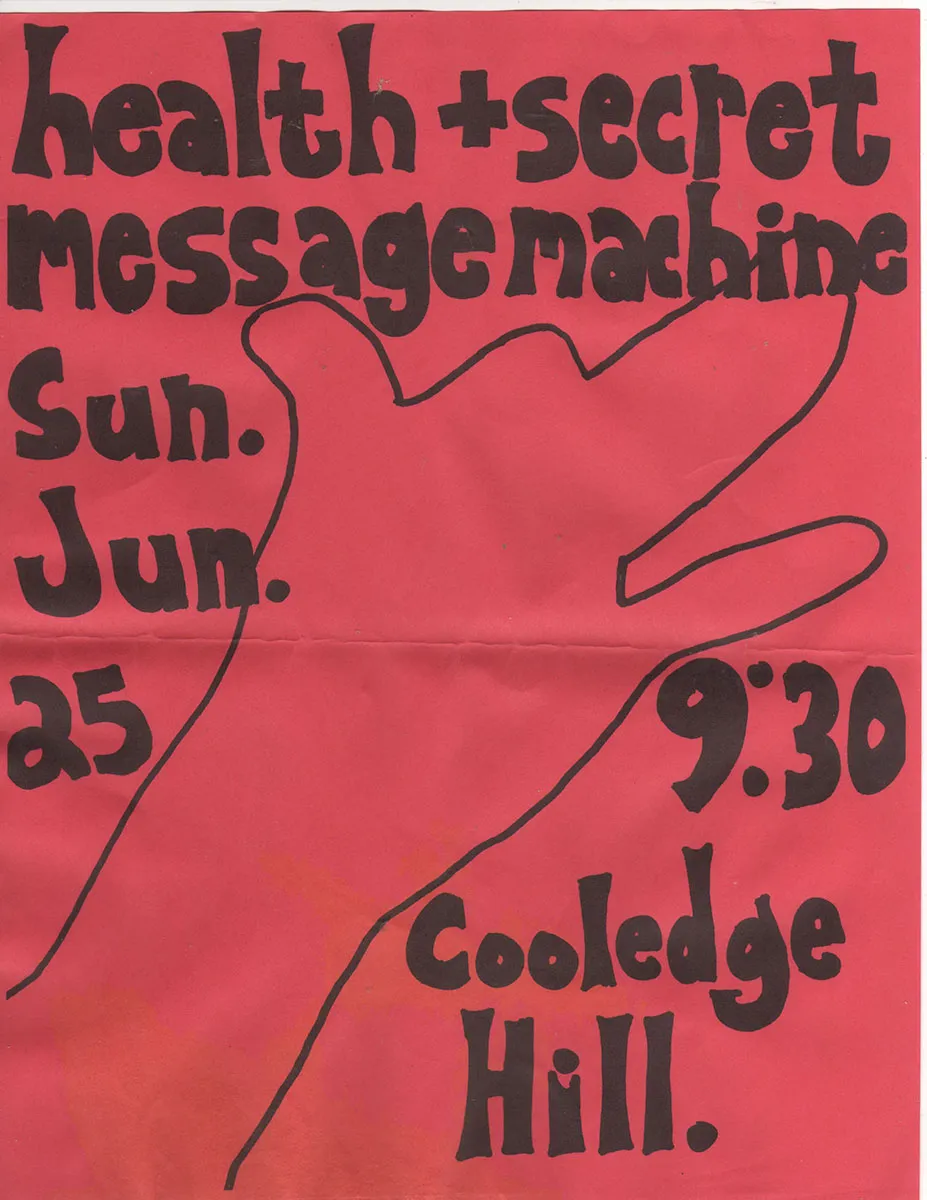 health + secret
message machine
Sun.
Jun.
25
9:30
Cooledge
Hill.